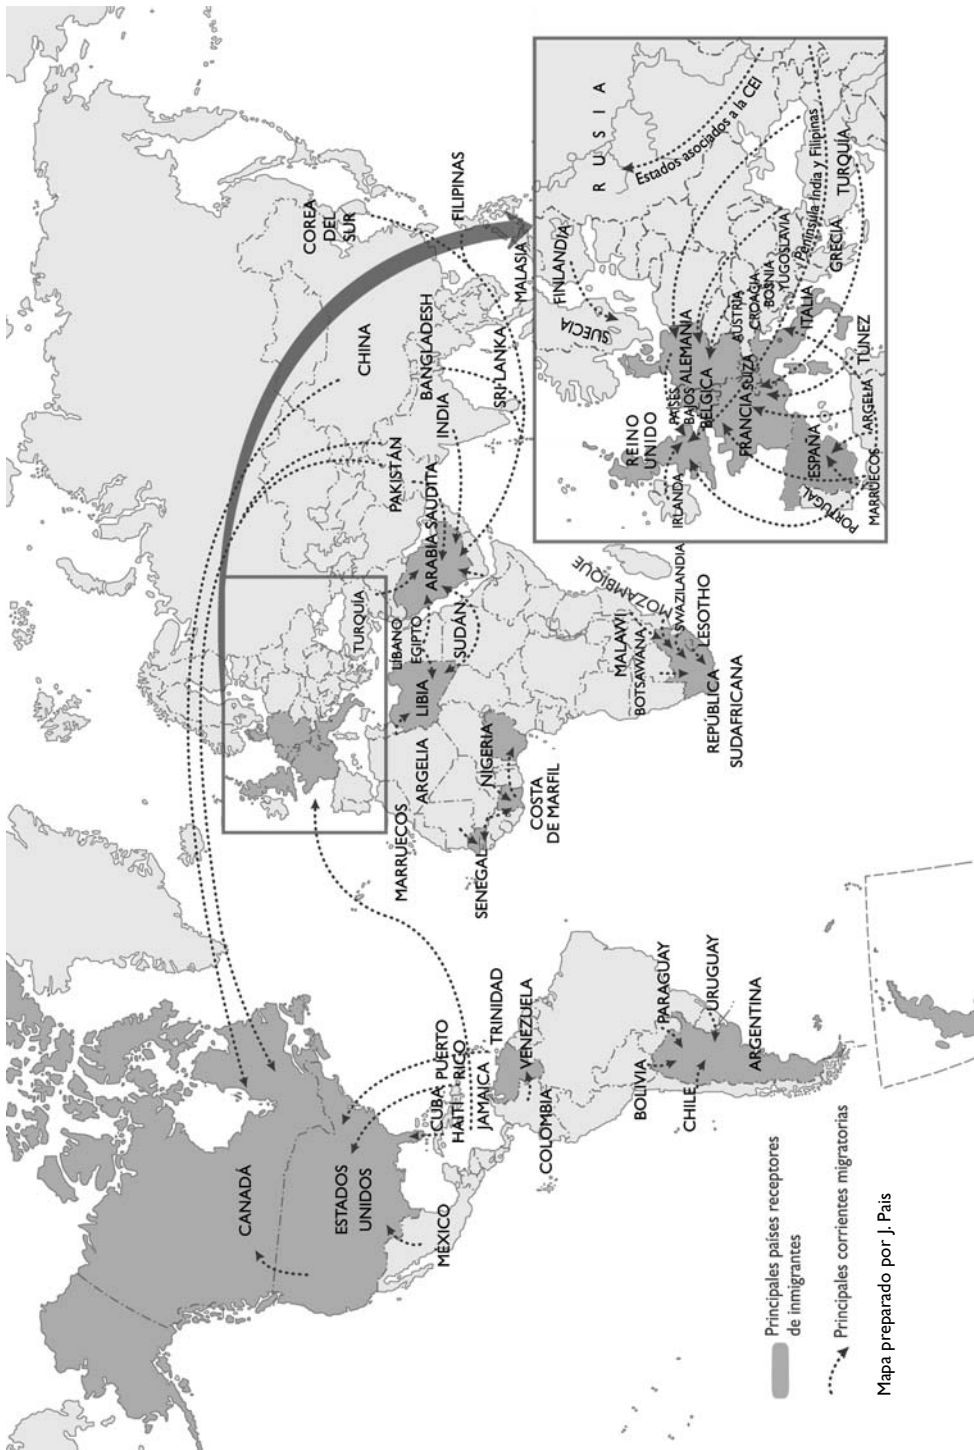 CANADÁ
ESTADOS
UNIDOS
MÉXICO
CUBA
HAITÍ
PUERTO
RICO
JAMAICA
TRINIDAD
VENEZUELA
COLOMBIA
BOLIVIA
PARAGUAY
CHILE
URUGUAY
ARGENTINA
MARRUECOS
ARGELIA
LIBIA
LÍBANO
EGIPTO
SUDÁN
TURQUÍA
ARABIA SAUDITA
SENEGAL
NIGERIA
COSTA
DE MARFIL
MALAWI
BOTSWANA
MOZAMBIQUE
SWAZILANDIA
LESOTHO
REPÚBLICA
SUDAFRICANA
PAKISTÁN
INDIA
BANGLADESH
SRI LANKA
CHINA
COREA
DEL
SUR
FILIPINAS
MALASIA
RUSIA
Estados asociados a la CEI
FINLANDIA
SUECIA
REINO
UNIDO
IRLANDA
PAÍSES
BAJOS
ALEMANIA
BÉLGICA
FRANCIA
SUIZA
AUSTRIA
CROAGIA
BOSNIA
YUGOSLAVIA
Península India y Filipinas
ITALIA
GRECIA
TURQUÍA
ESPAÑA
PORTUGAL
MARRUECOS
ARGELIA
TUNEZ
Principales países receptores
de inmigrantes
Principales corrientes migratorias
Mapa preparado por J. Pais